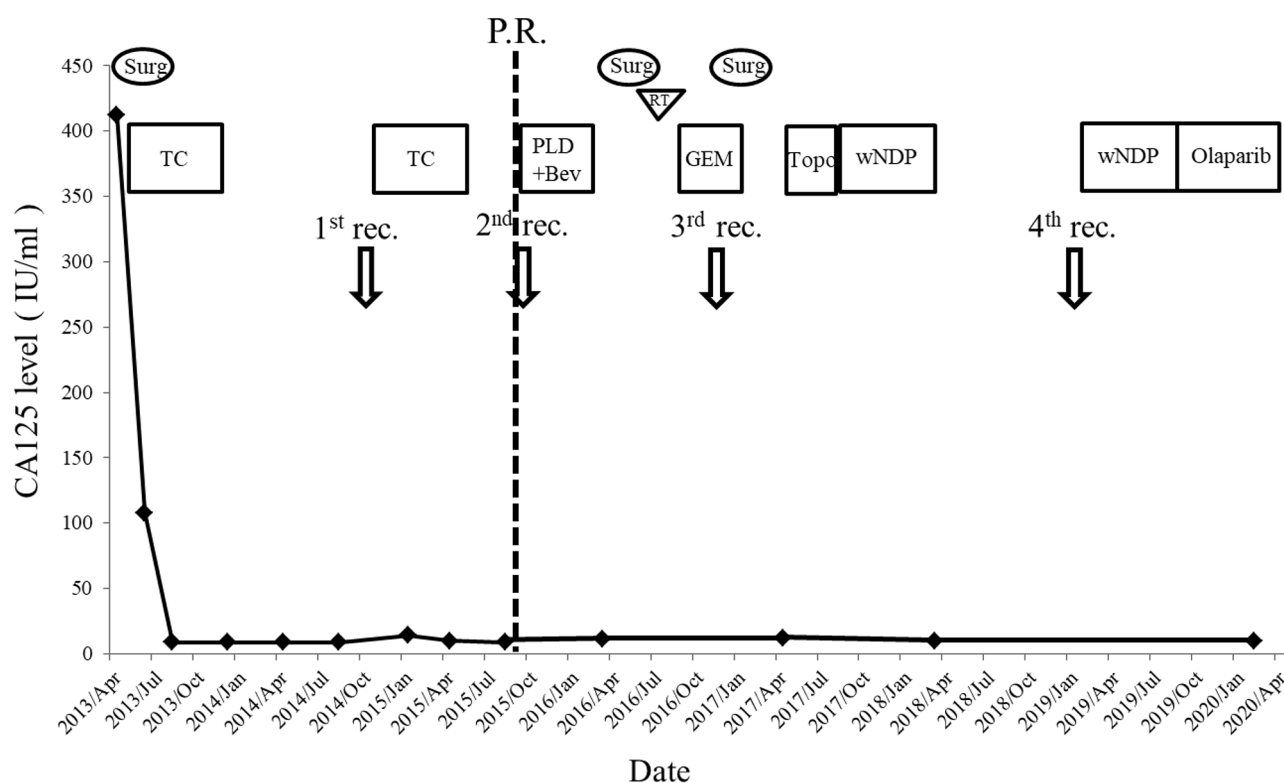 P.R.
Surg
Surg
Surg
RT
TC
TC
PLD
+Bev
GEM
Topo
wNDP
wNDP
Olaparib
1st rec.
2nd rec.
3rd rec.
4th rec.
CA125 level ( IU/ml )
450
400
350
300
250
200
150
100
50
0
2013/Apr
2013/Jul
2013/Oct
2014/Jan
2014/Apr
2014/Jul
2014/Oct
2015/Jan
2015/Apr
2015/Jul
2015/Oct
2016/Jan
2016/Apr
2016/Jul
2016/Oct
2017/Jan
2017/Apr
2017/Jul
2017/Oct
2018/Jan
2018/Apr
2018/Jul
2018/Oct
2019/Jan
2019/Apr
2019/Jul
2019/Oct
2020/Jan
2020/Apr
Date